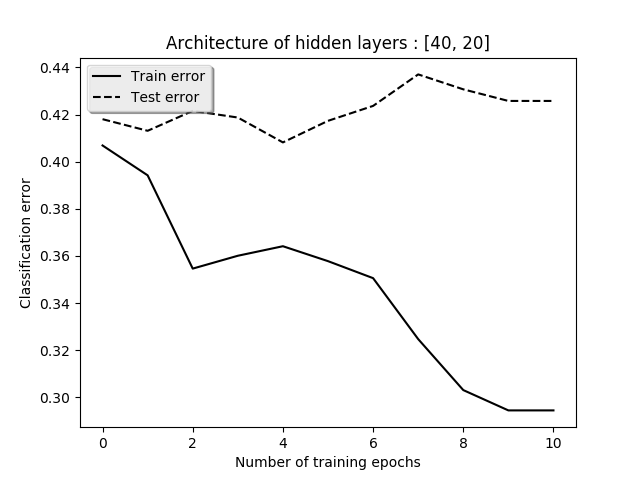 Architecture of hidden layers : [40, 20]
Train error
Test error
0.44
0.42
0.40
0.38
0.36
0.34
0.32
0.30
Classification error
0 2 4 6 8 10
Number of training epochs